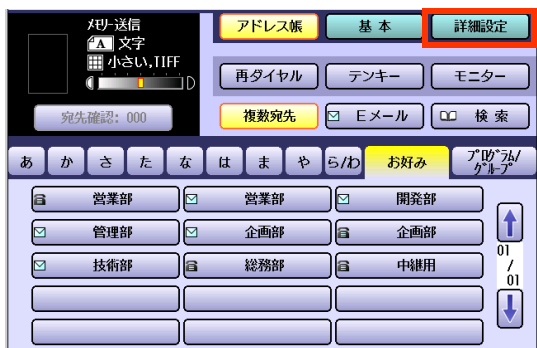 ﾒﾓﾘｰ送信
A 文字
小さい,TIFF
D
宛先確認: 000
アドレス帳
基本
詳細設定
再ダイヤル
テンキー
モニター
複数宛先
Eメール
検索
あ か さ た な は ま や ら/わ お好み ﾌﾟﾛｸﾞﾗﾑ/
ｸﾞﾙｰﾌﾟ
営業部 営業部 開発部
管理部 企画部 企画部
技術部 総務部 中継用
01
/
01